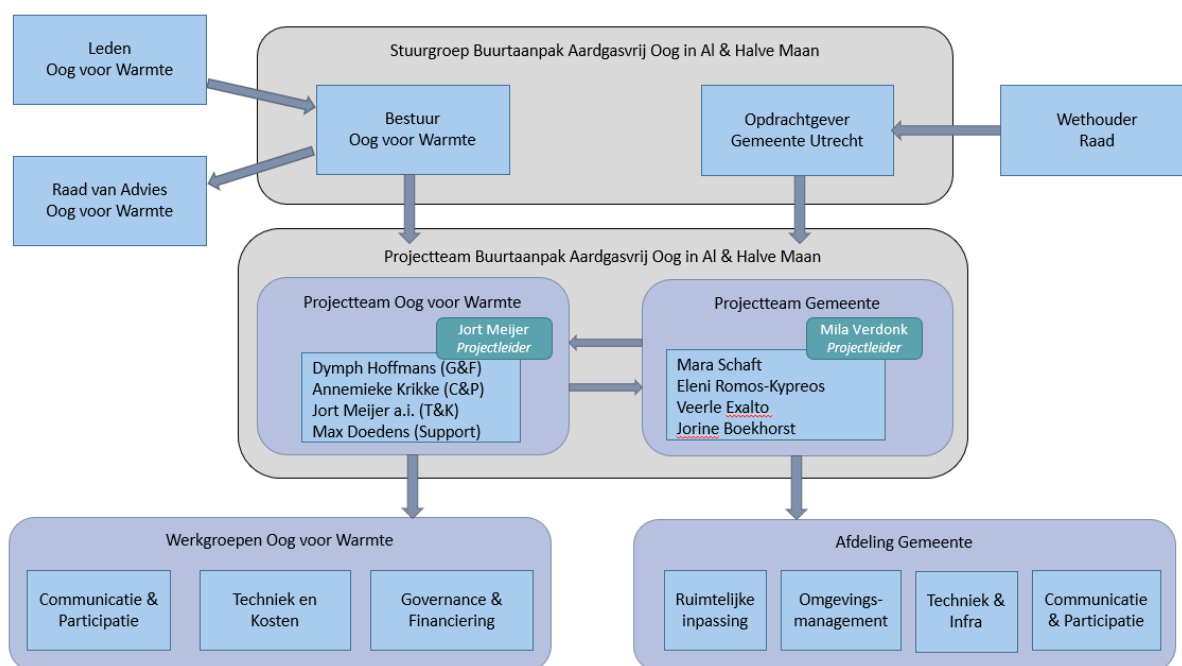 Leden
Oog voor Warmte
Stuurgroep Buurtaanpak Aardgasvrij Oog in Al & Halve Maan
Bestuur
Oog voor Warmte
Opdrachtgever
Gemeente Utrecht
Wethouder
Raad
Raad van Advies
Oog voor Warmte
Projectteam Buurtaanpak Aardgasvrij Oog in Al & Halve Maan
Projectteam Oog voor Warmte
Jort Meijer
Projectleider
Dymph Hoffmans (G&F)
Annemieke Krikke (C&P)
Jort Meijer a.i. (T&K)
Max Doedens (Support)
Projectteam Gemeente
Mila Verdonk
Projectleider
Mara Schaft
Eleni Romos-Kypreos
Veerle Exalto
Jorine Boekhorst
Werkgroepen Oog voor Warmte
Communicatie &
Participatie
Techniek en
Kosten
Governance &
Financiering
Afdeling Gemeente
Ruimtelijke
inpassing
Omgevings-
management
Techniek &
Infra
Communicatie
& Participatie